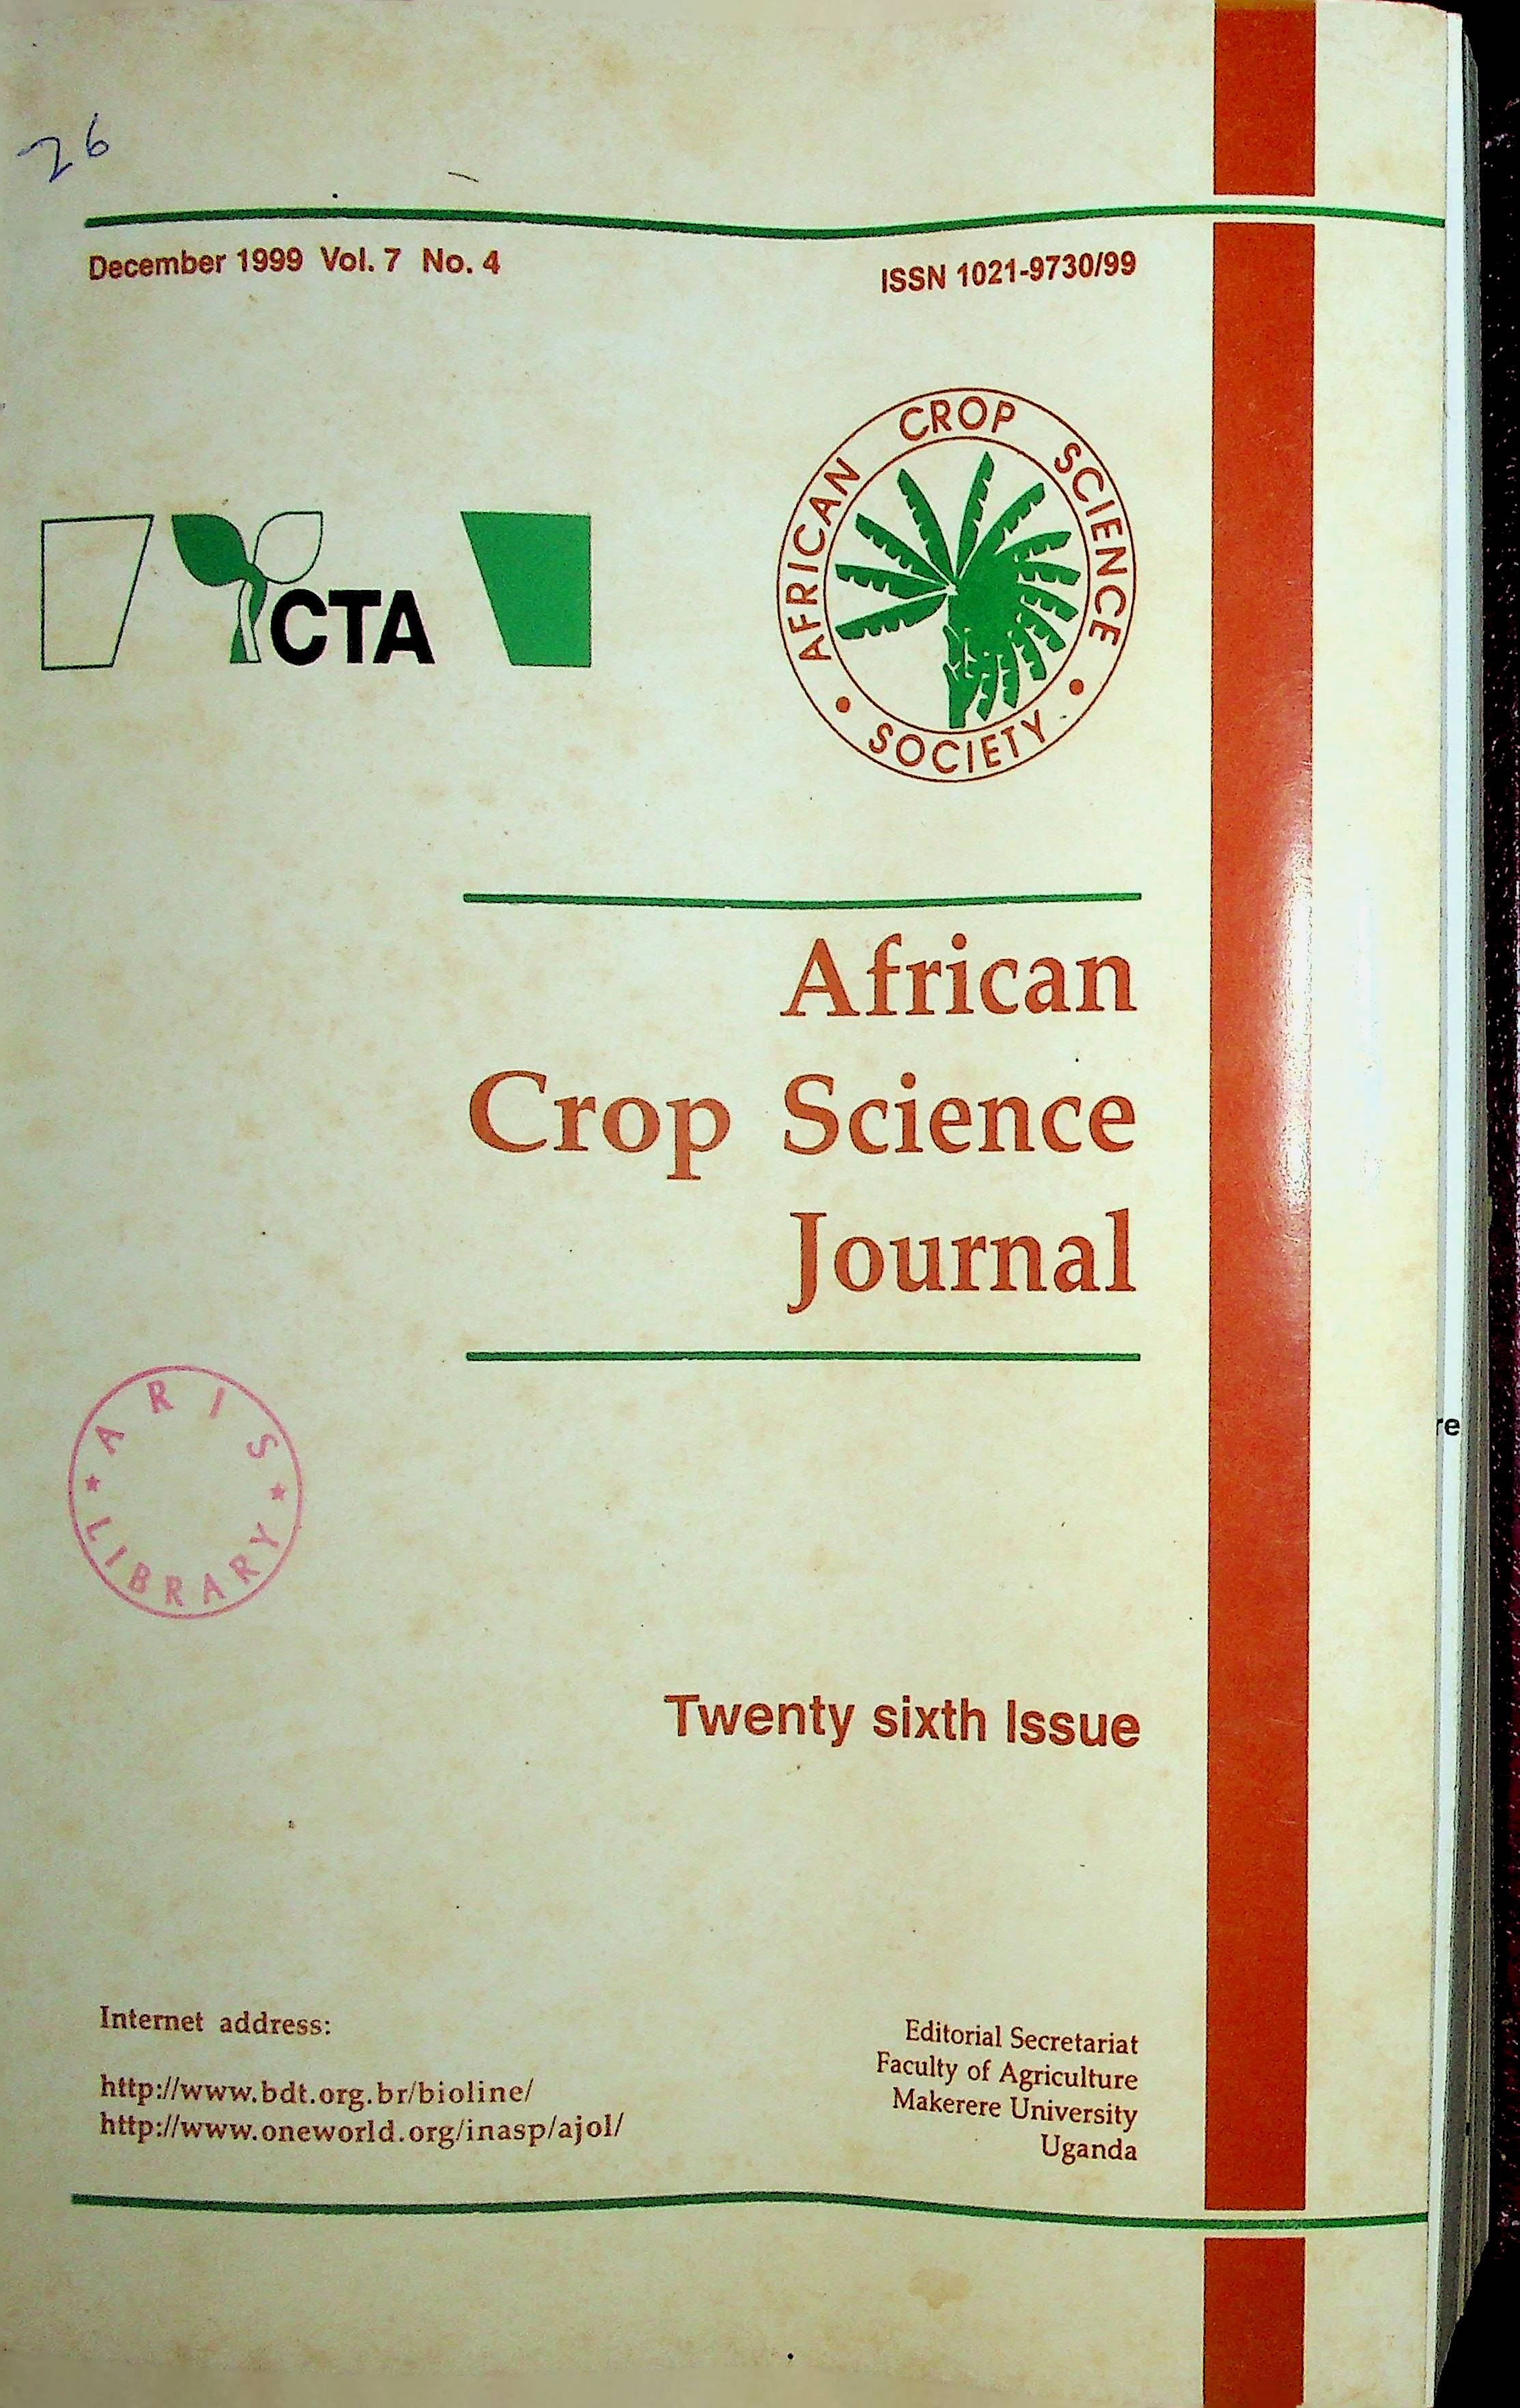 26
December 1999 Vol. 7 No. 4
ISSN 1021-9730/99
CTA
AFRICAN CROP SCIENCE
SOCIETY
African
Crop Science
Journal
ARIS
LIBRARY
Twenty sixth Issue
Internet address:
http://www.bdt.org.br/bioline/
http://www.oneworld.org/inasp/ajol/
Editorial Secretariat
Faculty of Agriculture
Makerere University
Uganda
re